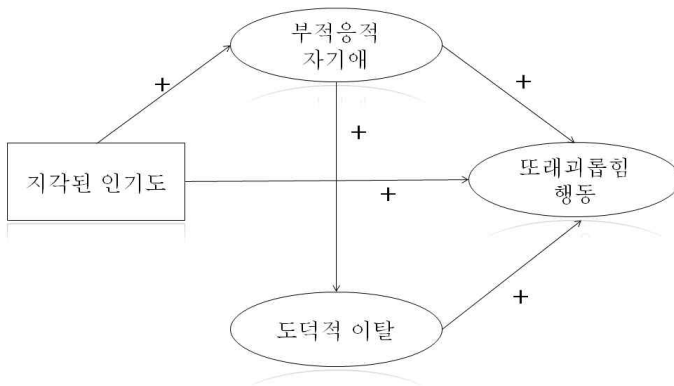 부적응적
자기애
+
+
+
지각된 인기도
+
또래괴롭힘
행동
+
도덕적 이탈